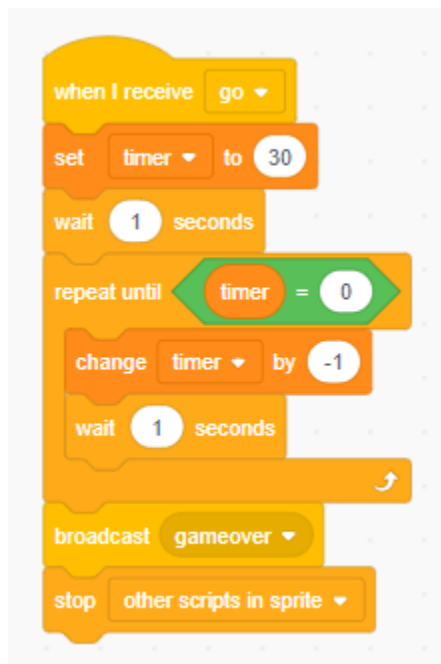 when I receive go
set timer to 30
wait 1 seconds
repeat until timer = 0
change timer by -1
wait 1 seconds
broadcast gameover
stop other scripts in sprite